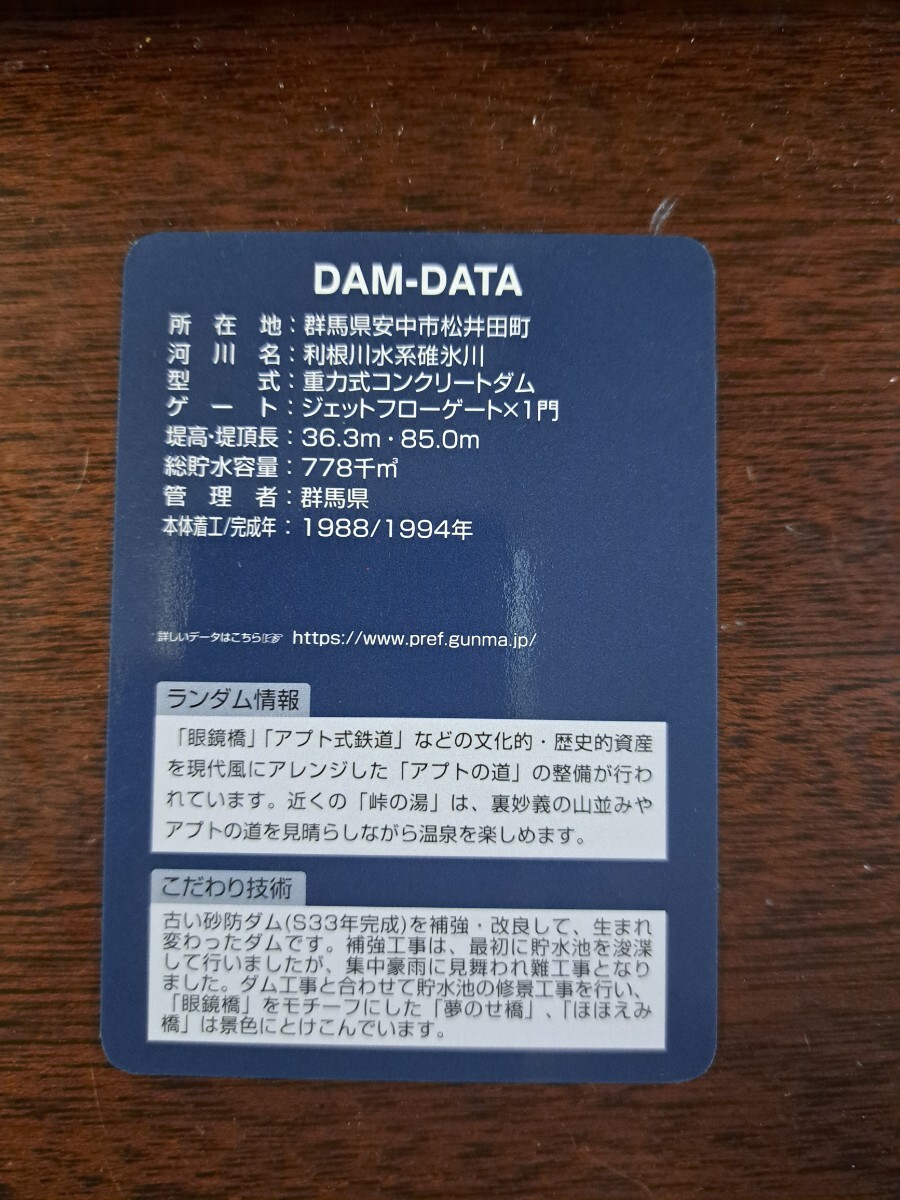 DAM-DATA
所在地：群馬県安中市松井田町
河川名：利根川水系碓氷川
型式：重力式コンクリートダム
ゲート：ジェットフローゲート×1門
堤高・堤頂長：36.3m・85.0m
総貯水容量：778千㎥
管理者：群馬県
本体着工/完成年：1988/1994年
詳しいデータはこちら☞ https://www.pref.gunma.jp/
ランダム情報
「眼鏡橋」「アプト式鉄道」などの文化的・歴史的資産
を現代風にアレンジした「アプトの道」の整備が行わ
れています。近くの「峠の湯」は、裏妙義の山並みや
アプトの道を見晴らしながら温泉を楽しめます。
こだわり技術
古い砂防ダム(S33年完成)を補強・改良して、生まれ
変わったダムです。補強工事は、最初に貯水池を浚渫
して行いましたが、集中豪雨に見舞われ難工事となり
ました。ダム工事と合わせて貯水池の修景工事を行い、
「眼鏡橋」をモチーフにした「夢のせ橋」、「ほほえみ
橋」は景色にとけこんでいます。